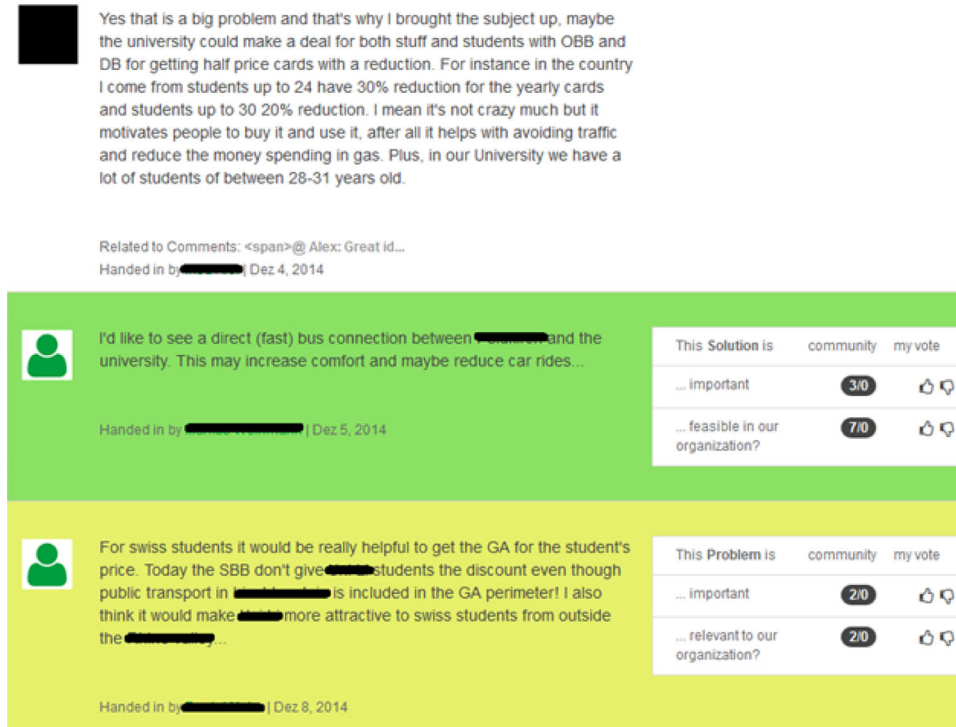 Yes that is a big problem and that's why I brought the subject up, maybe
the university could make a deal for both stuff and students with OBB and
DB for getting half price cards with a reduction. For instance in the country
I come from students up to 24 have 30% reduction for the yearly cards
and students up to 30 20% reduction. I mean it's not crazy much but it
motivates people to buy it and use it, after all it helps with avoiding traffic
and reduce the money spending in gas. Plus, in our University we have a
lot of students of between 28-31 years old.
Related to Comments: <span>@ Alex: Great id...
Handed in by | Dez 4, 2014
I'd like to see a direct (fast) bus connection between and the
university. This may increase comfort and maybe reduce car rides...
Handed in by | Dez 5, 2014
This Solution is community my vote
... important 3/0
... feasible in our 7/0
organization?
For swiss students it would be really helpful to get the GA for the student's
price. Today the SBB don't give students the discount even though
public transport in is included in the GA perimeter! I also
think it would make more attractive to swiss students from outside
the ...
Handed in by | Dez 8, 2014
This Problem is community my vote
... important 2/0
... relevant to our 2/0
organization?